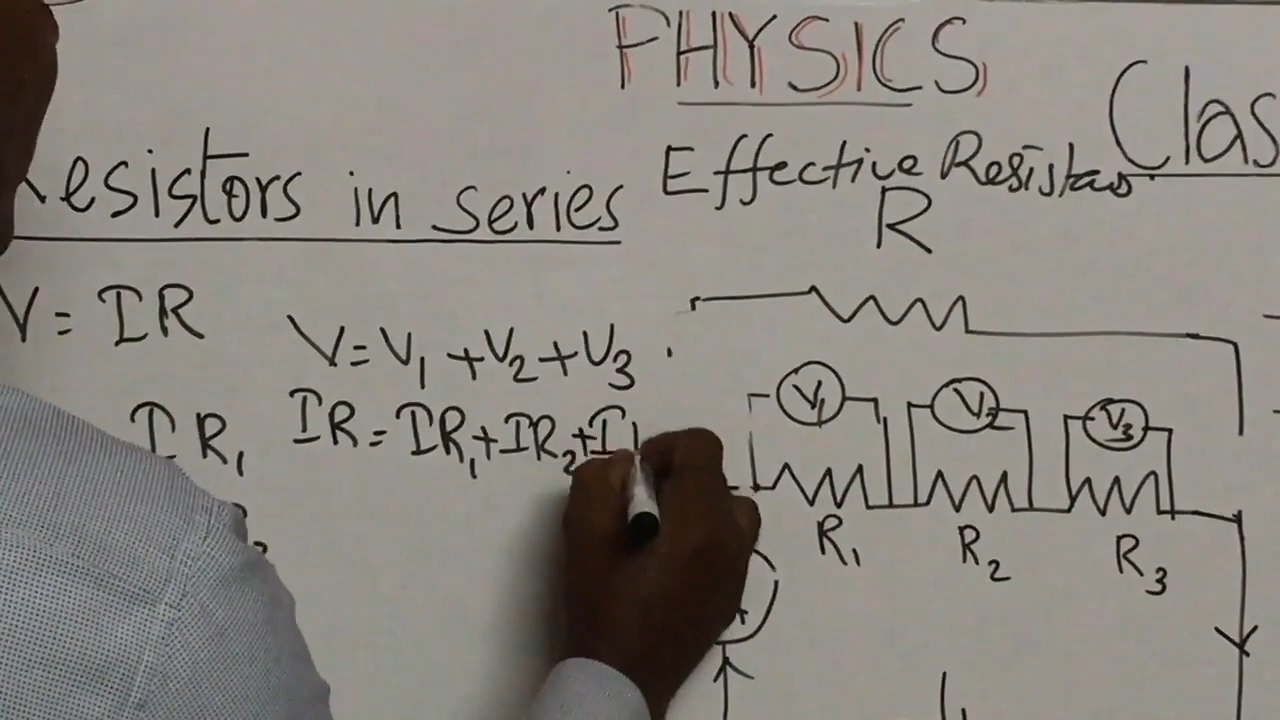 PHYSICS
Clas
Resistors in series
Effective Resistan
R
V = IR
V = V₁ + V₂ + V₃
IR₁
IR = IR₁ + IR₂ + I
V₁
V₂
V₃
R₁
R₂
R₃